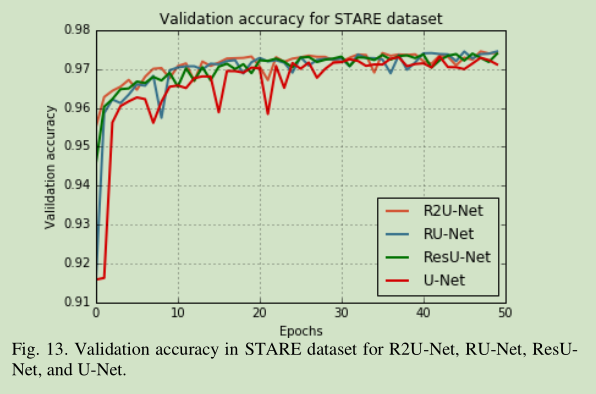 Validation accuracy for STARE dataset
0.98
0.97
0.96
0.95
0.94
0.93
0.92
0.91
Valildation accuracy
R2U-Net
RU-Net
ResU-Net
U-Net
0 10 20 30 40 50
Epochs
Fig. 13. Validation accuracy in STARE dataset for R2U-Net, RU-Net, ResU-
Net, and U-Net.